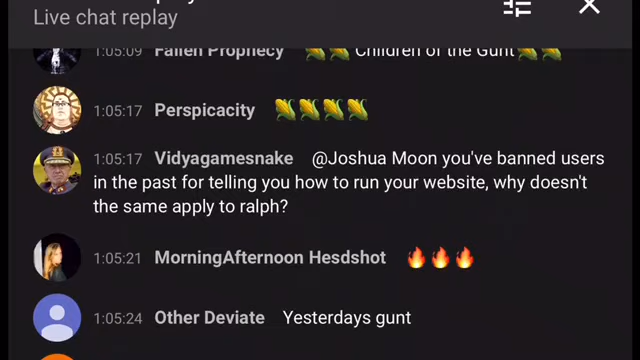 Live chat replay
1:05:09 Fallen Prophecy 🌽🌽 Children of the Gunt🌽🌽
1:05:17 Perspicacity 🌽🌽🌽🌽
1:05:17 Vidyagamesnake @Joshua Moon you've banned users
in the past for telling you how to run your website, why doesn't
the same apply to ralph?
1:05:21 MorningAfternoon Hesdshot 🔥🔥🔥
1:05:24 Other Deviate Yesterdays gunt